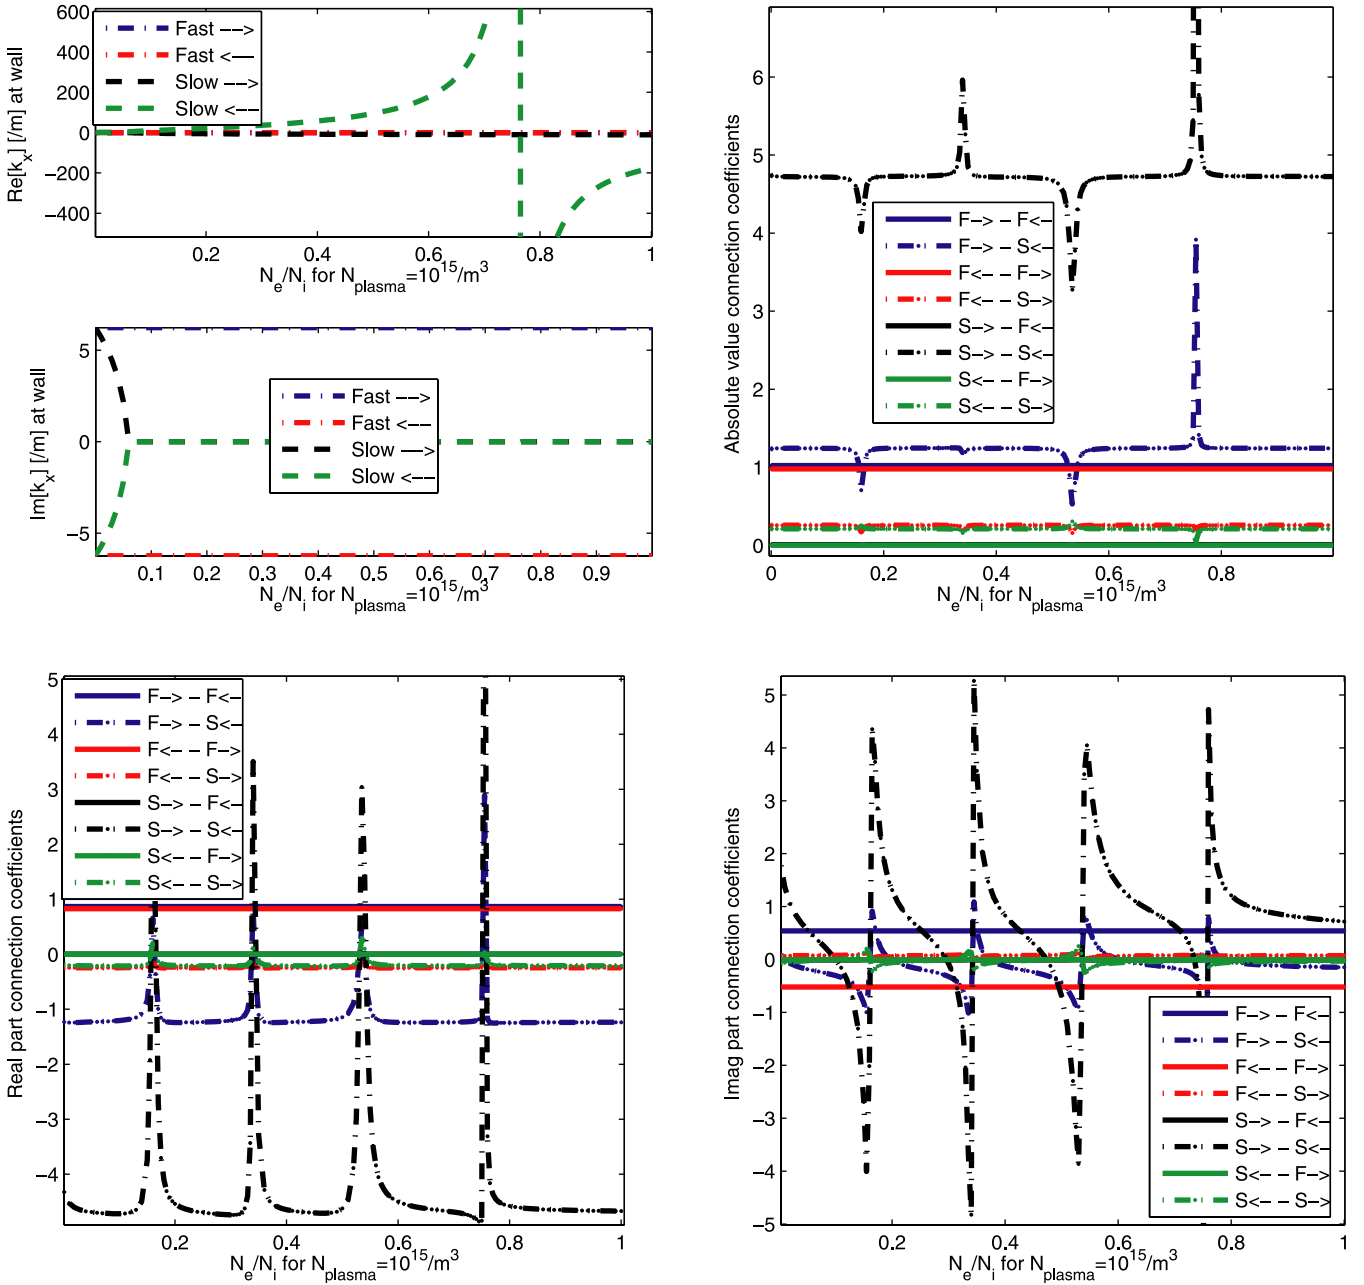 600
400
200
0
−200
−400
Re[kx] [/m] at wall
Fast −−>
Fast <−−
Slow −−>
Slow <−−
0.2 0.4 0.6 0.8 1
Ne/Ni for Nplasma=10^15/m^3
5
0
−5
Im[kx] [/m] at wall
Fast −−>
Fast <−−
Slow −−>
Slow <−−
0.1 0.2 0.3 0.4 0.5 0.6 0.7 0.8 0.9
Ne/Ni for Nplasma=10^15/m^3
6
5
4
3
2
1
0
Absolute value connection coefficients
F−> − F<−
F−> − S<−
F<− − F−>
F<− − S−>
S−> − F<−
S−> − S<−
S<− − F−>
S<− − S−>
0 0.2 0.4 0.6 0.8
Ne/Ni for Nplasma=10^15/m^3
5
4
3
2
1
0
−1
−2
−3
−4
Real part connection coefficients
F−> − F<−
F−> − S<−
F<− − F−>
F<− − S−>
S−> − F<−
S−> − S<−
S<− − F−>
S<− − S−>
0.2 0.4 0.6 0.8 1
Ne/Ni for Nplasma=10^15/m^3
5
4
3
2
1
0
−1
−2
−3
−4
−5
Imag part connection coefficients
F−> − F<−
F−> − S<−
F<− − F−>
F<− − S−>
S−> − F<−
S−> − S<−
S<− − F−>
S<− − S−>
0.2 0.4 0.6 0.8 1
Ne/Ni for Nplasma=10^15/m^3